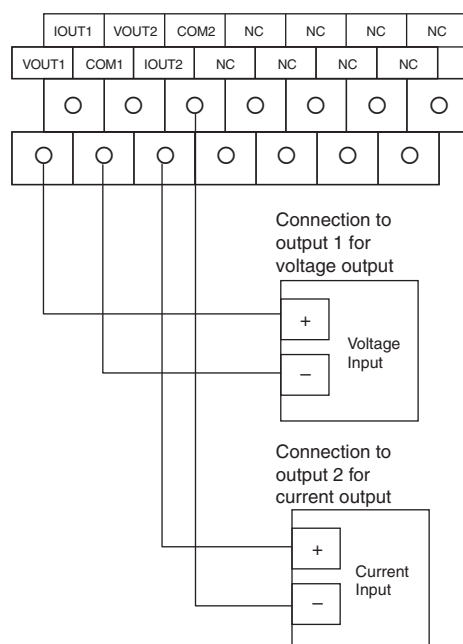 IOUT1 VOUT2 COM2 NC NC NC NC
VOUT1 COM1 IOUT2 NC NC NC NC
Connection to
output 1 for
voltage output
+
Voltage
Input
−
Connection to
output 2 for
current output
+
Current
Input
−